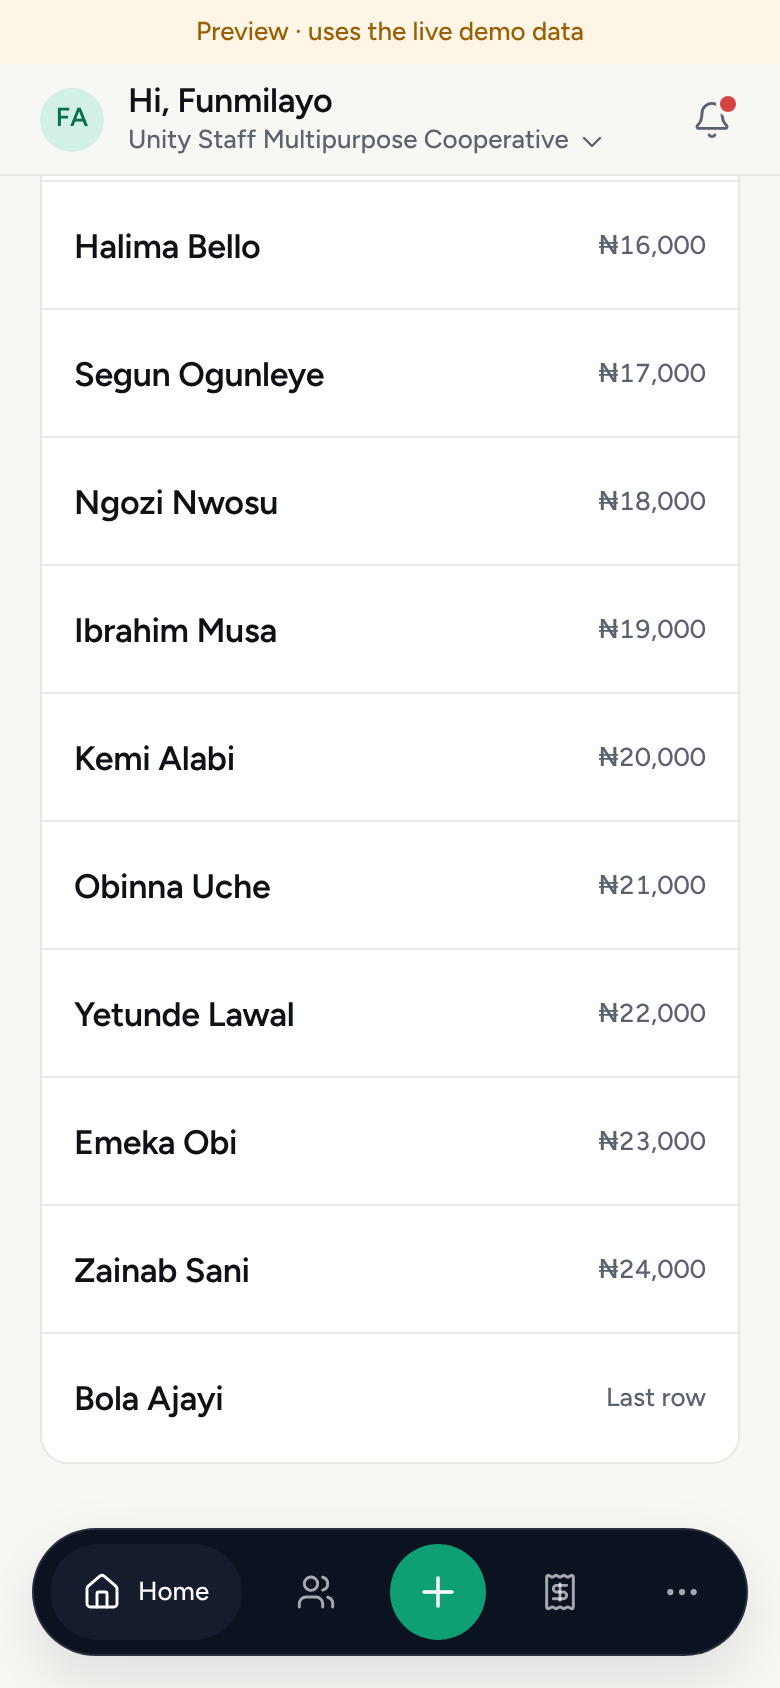 Preview · uses the live demo data
FA
Hi, Funmilayo
Unity Staff Multipurpose Cooperative
Halima Bello ₦16,000
Segun Ogunleye ₦17,000
Ngozi Nwosu ₦18,000
Ibrahim Musa ₦19,000
Kemi Alabi ₦20,000
Obinna Uche ₦21,000
Yetunde Lawal ₦22,000
Emeka Obi ₦23,000
Zainab Sani ₦24,000
Bola Ajayi Last row
Home